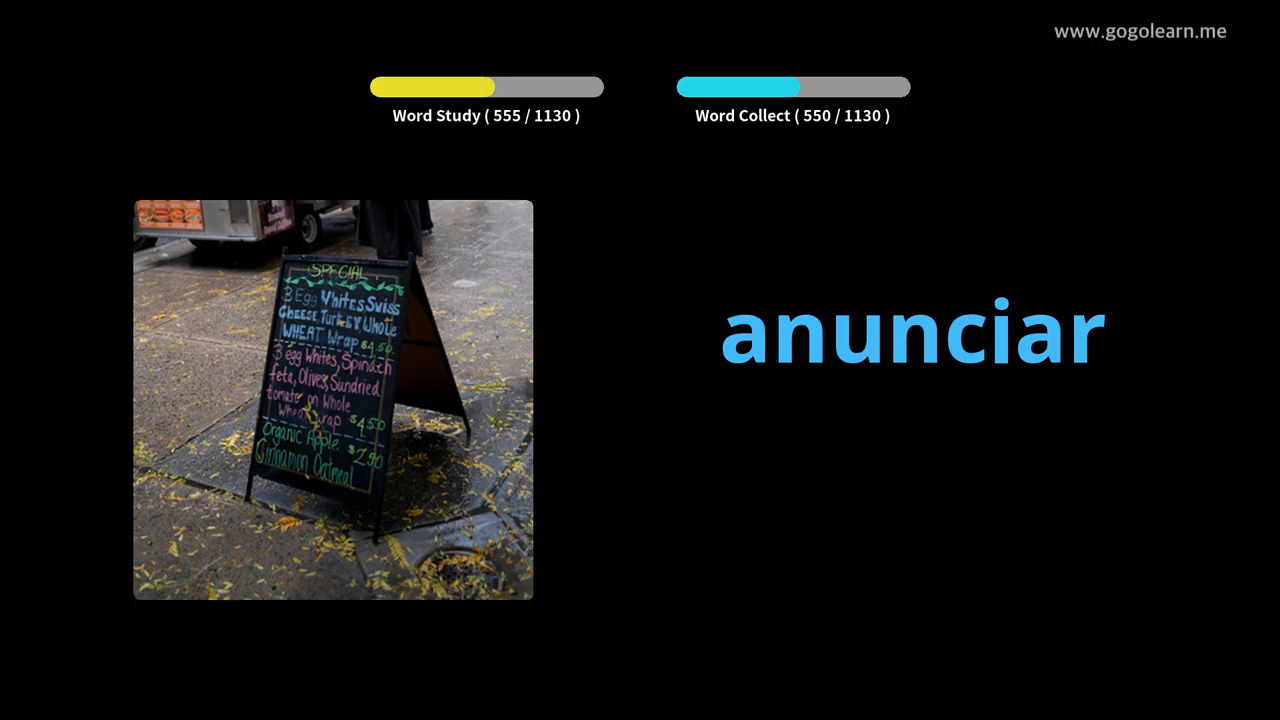 www.gogolearn.me
Word Study ( 555 / 1130 )
Word Collect ( 550 / 1130 )
SPECIAL
3 Egg Whites, Swiss
Cheese, Turkey Whole
WHEAT Wrap $4.50
3 egg Whites, Spinach
feta, Olives, Sundried
tomato on Whole
Wheat Wrap $4.50
Organic Apple
Cinnamon Oatmeal $2.50
anunciar